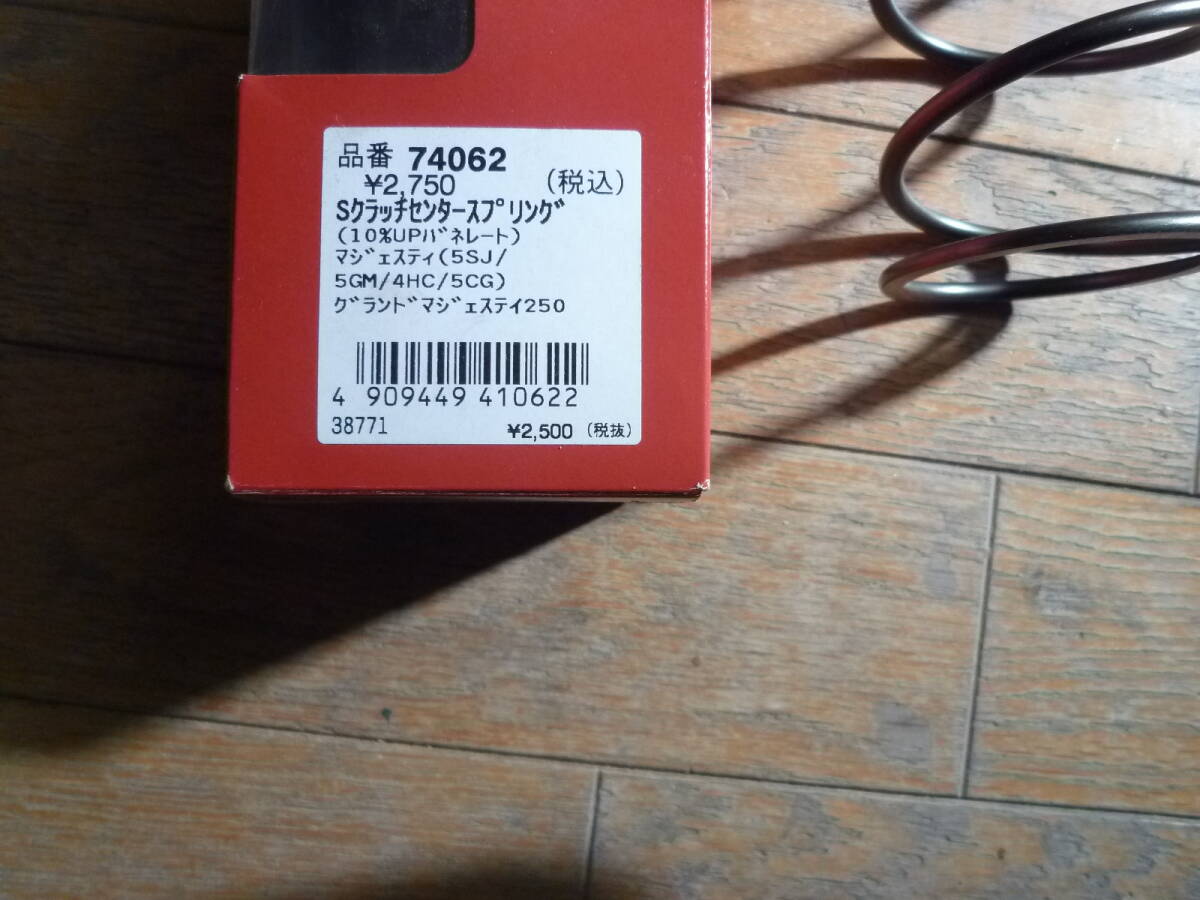 品番 74062
¥2,750 (税込)
Sｸﾗｯﾁｾﾝﾀｰｽﾌﾟﾘﾝｸﾞ
(10%UPﾊﾞﾈﾚｰﾄ)
ﾏｼﾞｪｽﾃｨ(5SJ/
5GM/4HC/5CG)
ｸﾞﾗﾝﾄﾞﾏｼﾞｪｽﾃｲ250
4 909449 410622
38771 ¥2,500 (税抜)